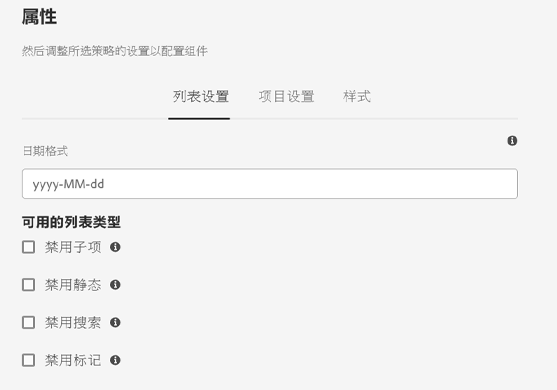 属性
然后调整所选策略的设置以配置组件
列表设置 项目设置 样式
日期格式
yyyy-MM-dd
可用的列表类型
禁用子项
禁用静态
禁用搜索
禁用标记